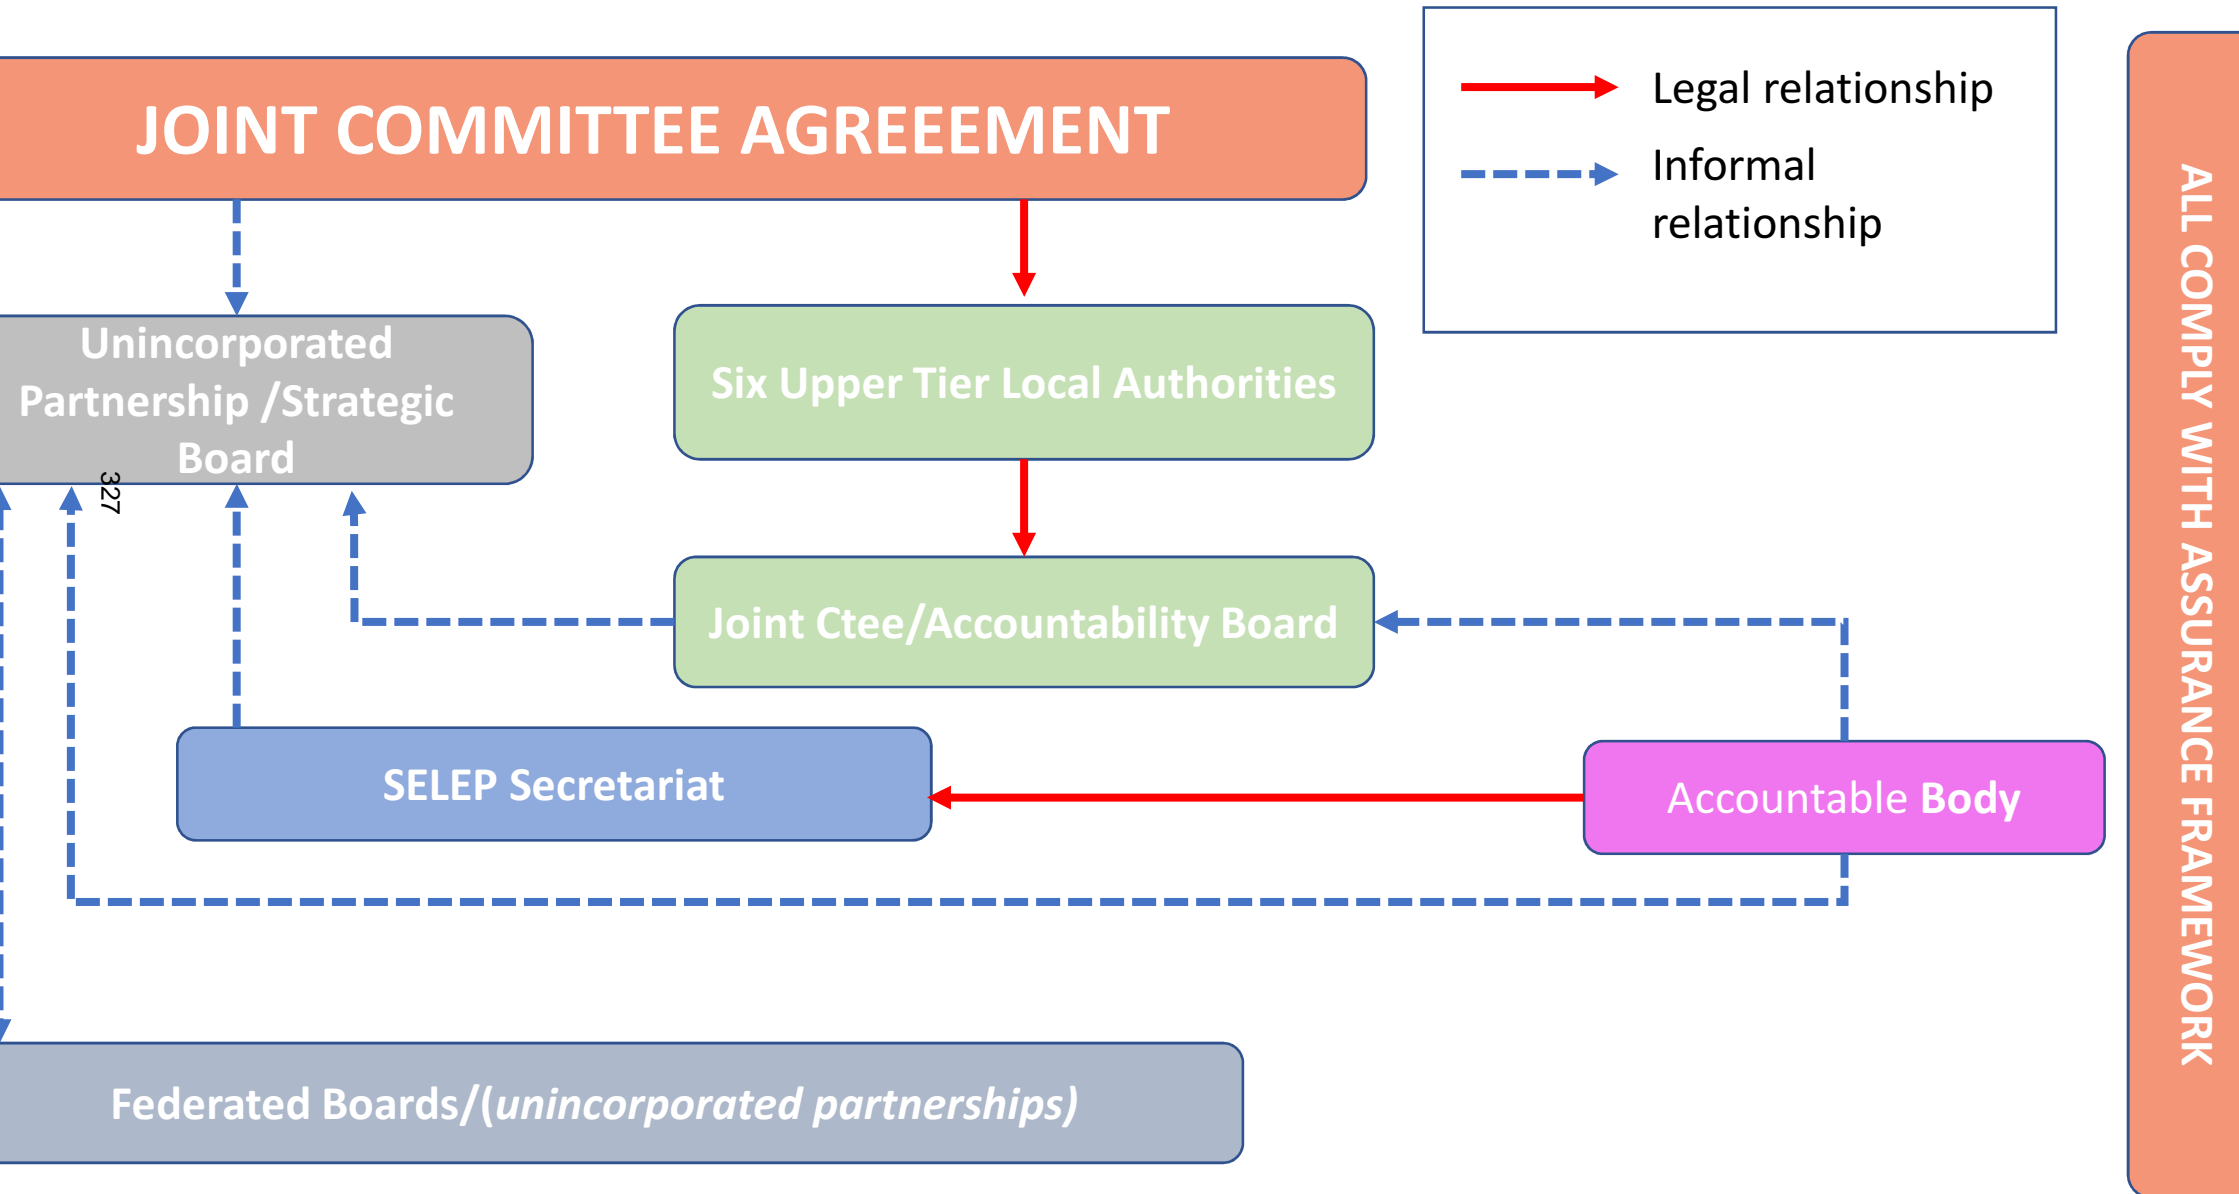 JOINT COMMITTEE AGREEEMENT
Legal relationship
Informal
relationship
Unincorporated
Partnership /Strategic
Board
327
Six Upper Tier Local Authorities
Joint Ctee/Accountability Board
SELEP Secretariat
Accountable Body
Federated Boards/(unincorporated partnerships)
ALL COMPLY WITH ASSURANCE FRAMEWORK